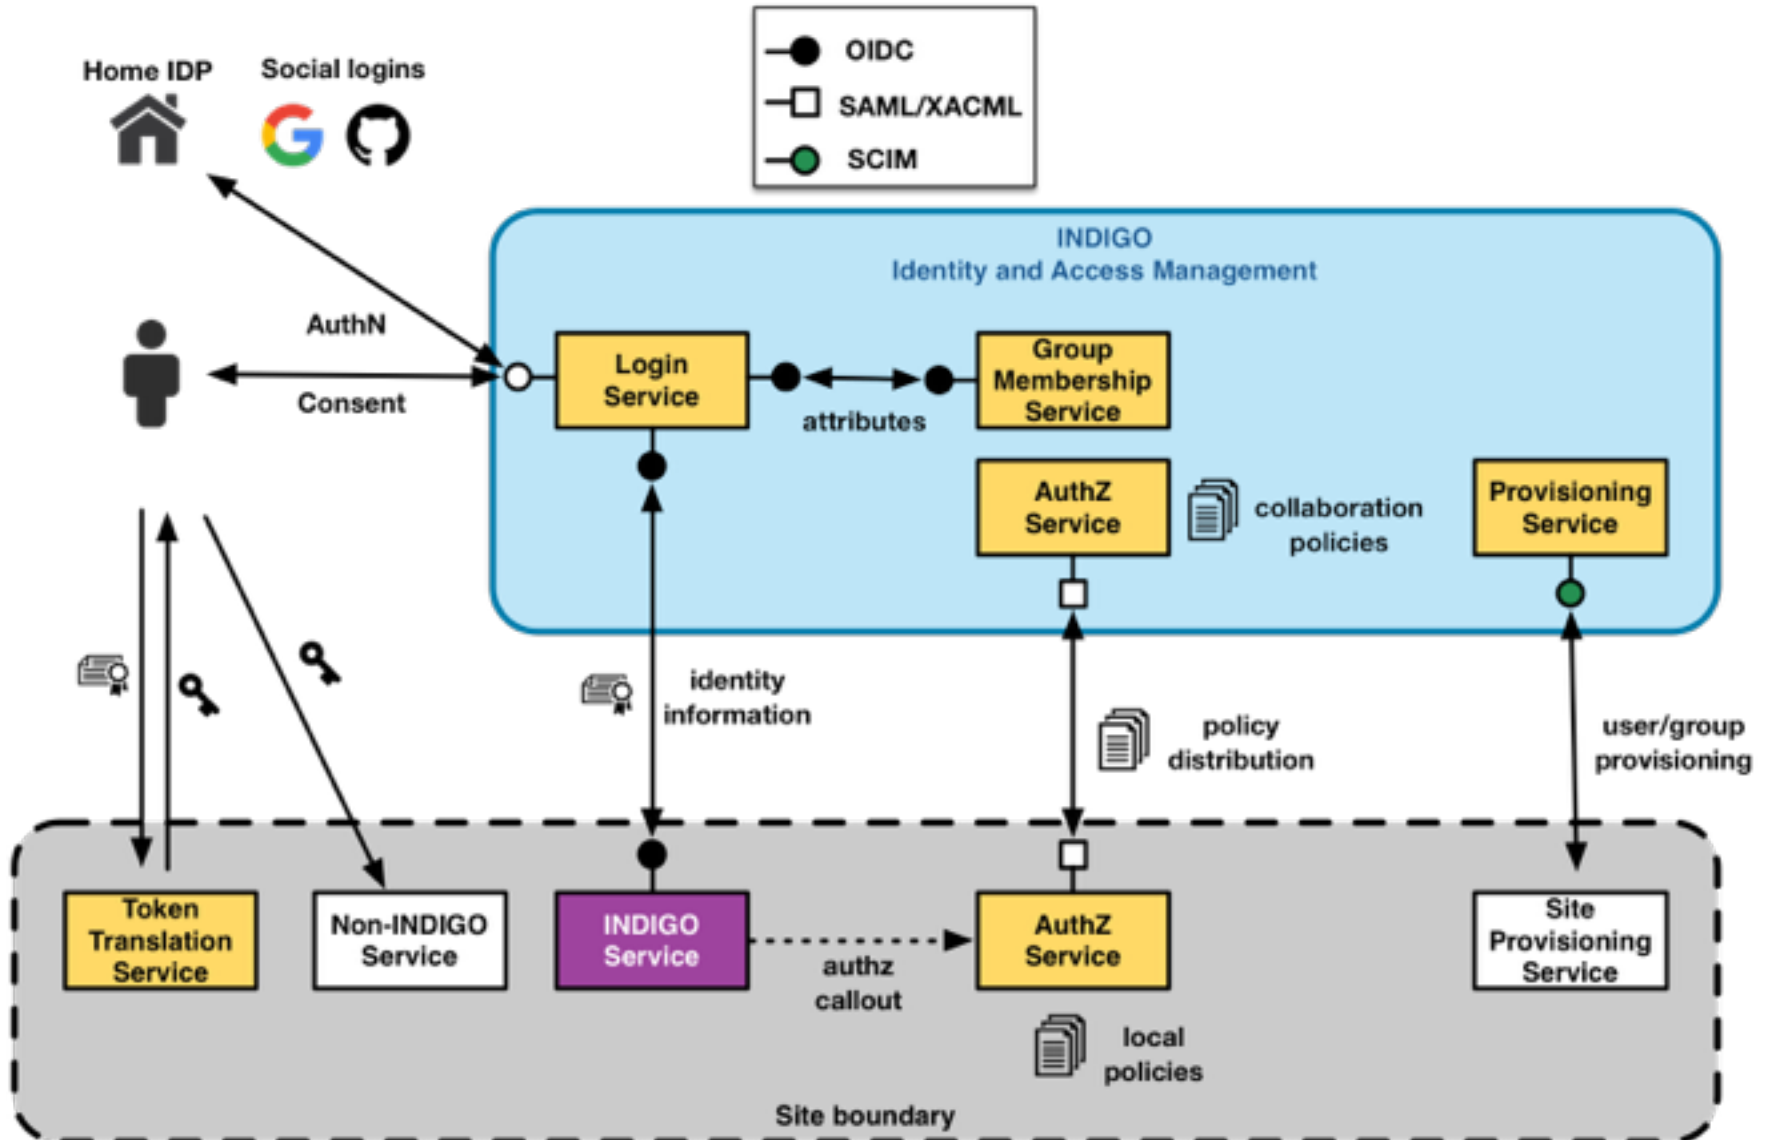 OIDC
SAML/XACML
SCIM
Home IDP
Social logins
INDIGO
Identity and Access Management
AuthN
Consent
Login
Service
attributes
Group
Membership
Service
AuthZ
Service
collaboration
policies
Provisioning
Service
identity
information
policy
distribution
user/group
provisioning
Token
Translation
Service
Non-INDIGO
Service
INDIGO
Service
authz
callout
AuthZ
Service
Site
Provisioning
Service
local
policies
Site boundary